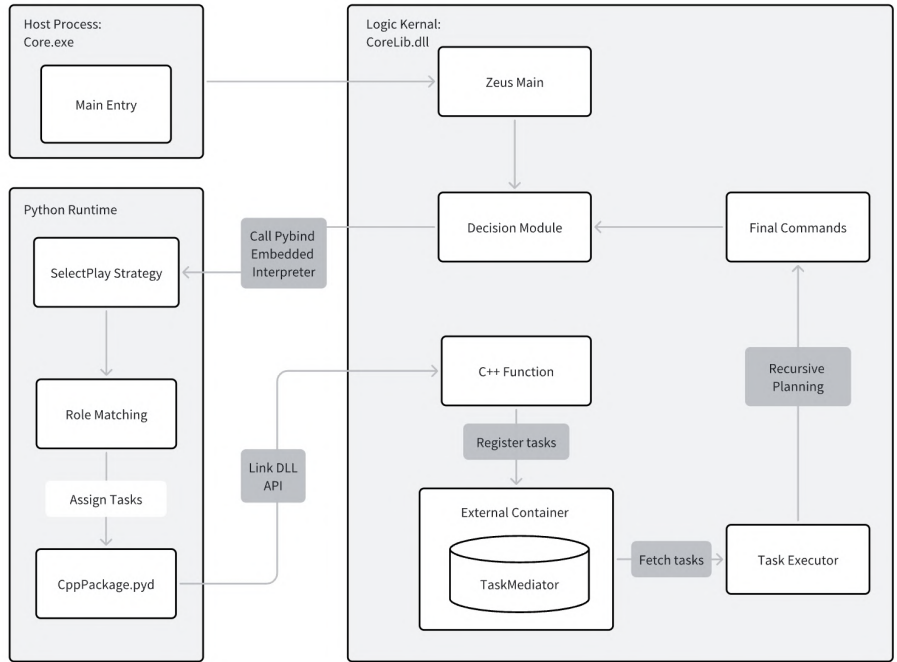 Host Process:
Core.exe
Main Entry
Logic Kernal:
CoreLib.dll
Zeus Main
Python Runtime
SelectPlay Strategy
Call Pybind
Embedded
Interpreter
Decision Module
Final Commands
Role Matching
Assign Tasks
CppPackage.pyd
Link DLL
API
C++ Function
Register tasks
Recursive
Planning
External Container
TaskMediator
Fetch tasks
Task Executor